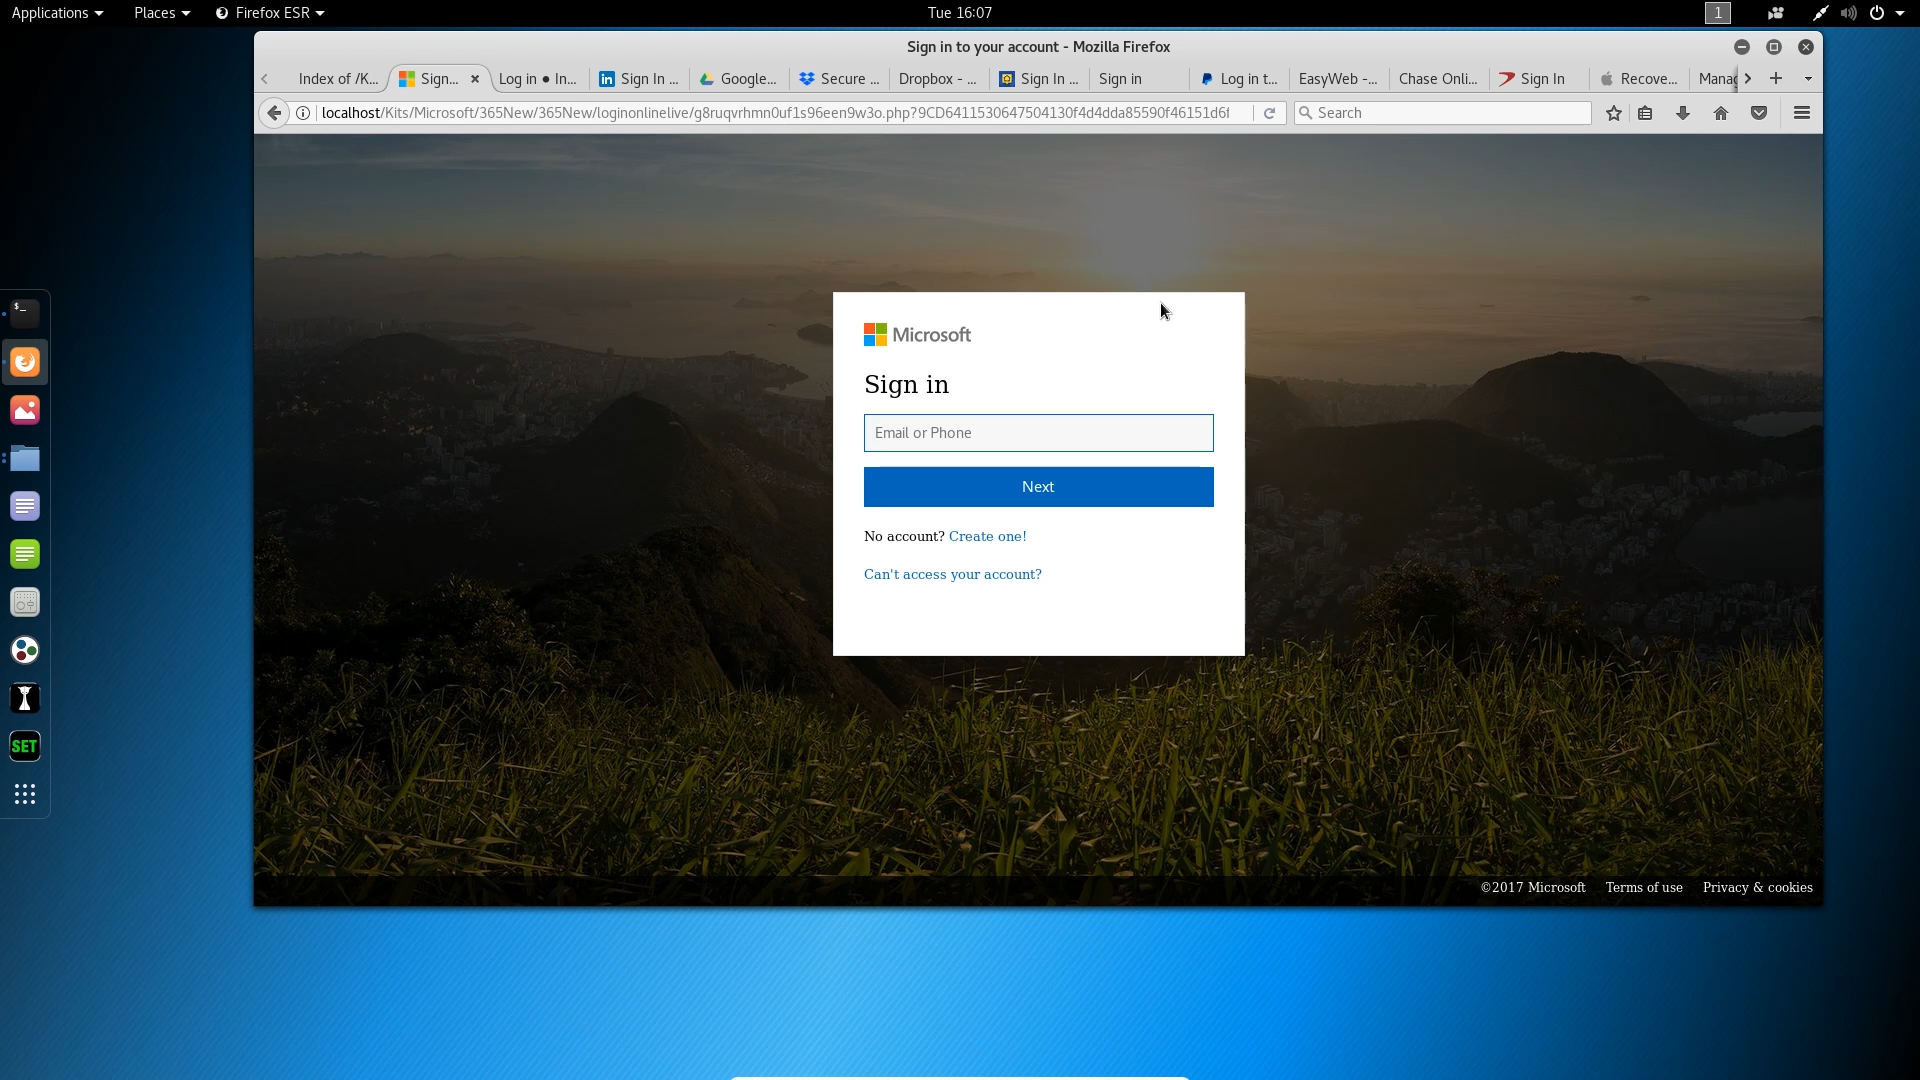 Applications Places Firefox ESR Tue 16:07 1
Sign in to your account - Mozilla Firefox
Index of /K... Sign... Log in ● In... Sign In ... Google... Secure ... Dropbox - ... Sign In ... Sign in Log in t... EasyWeb -... Chase Onli... Sign In Recove... Manag
localhost/Kits/Microsoft/365New/365New/loginonlinelive/g8ruqvrhmn0uf1s96een9w3o.php?9CD6411530647504130f4d4dda85590f46151d6f Search
Microsoft
Sign in
Email or Phone
Next
No account? Create one!
Can't access your account?
$_
SET
©2017 Microsoft Terms of use Privacy & cookies